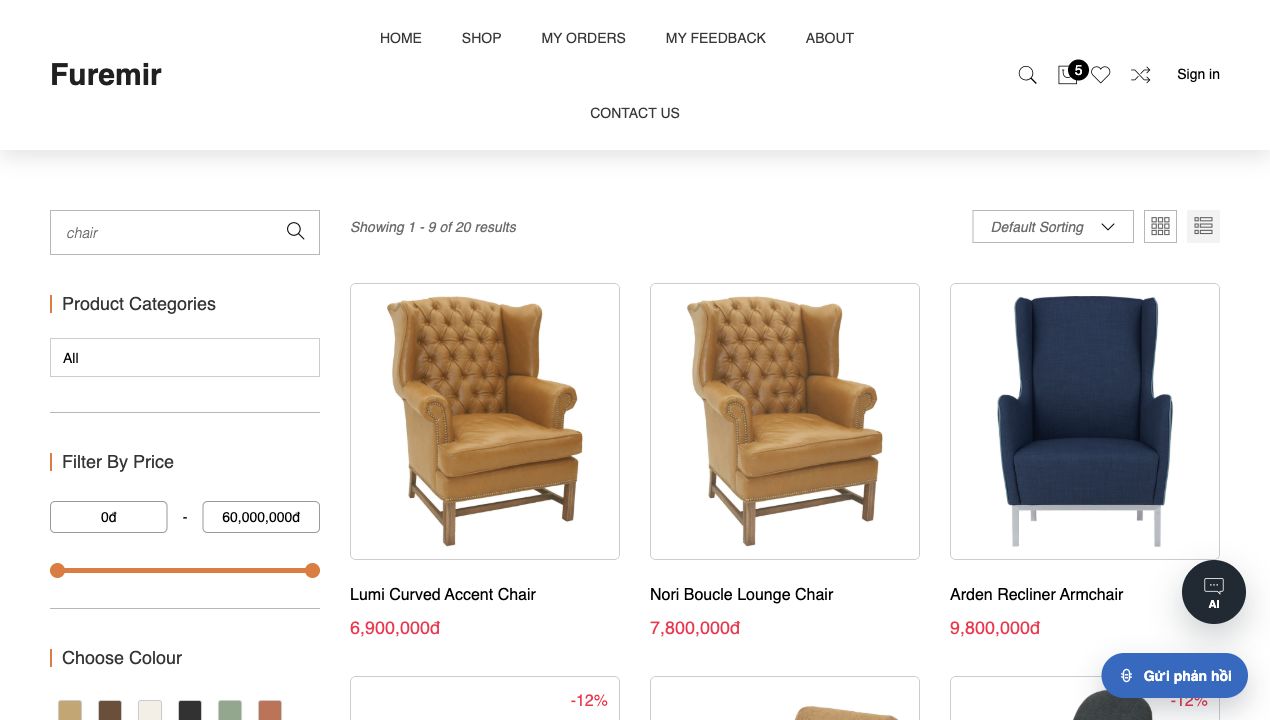 HOME SHOP MY ORDERS MY FEEDBACK ABOUT
Furemir
5
Sign in
CONTACT US
chair
Showing 1 - 9 of 20 results
Default Sorting
Product Categories
All
Filter By Price
0đ - 60,000,000đ
Choose Colour
Lumi Curved Accent Chair
6,900,000đ
Nori Boucle Lounge Chair
7,800,000đ
Arden Recliner Armchair
9,800,000đ
AI
Gửi phản hồi
-12%
-12%